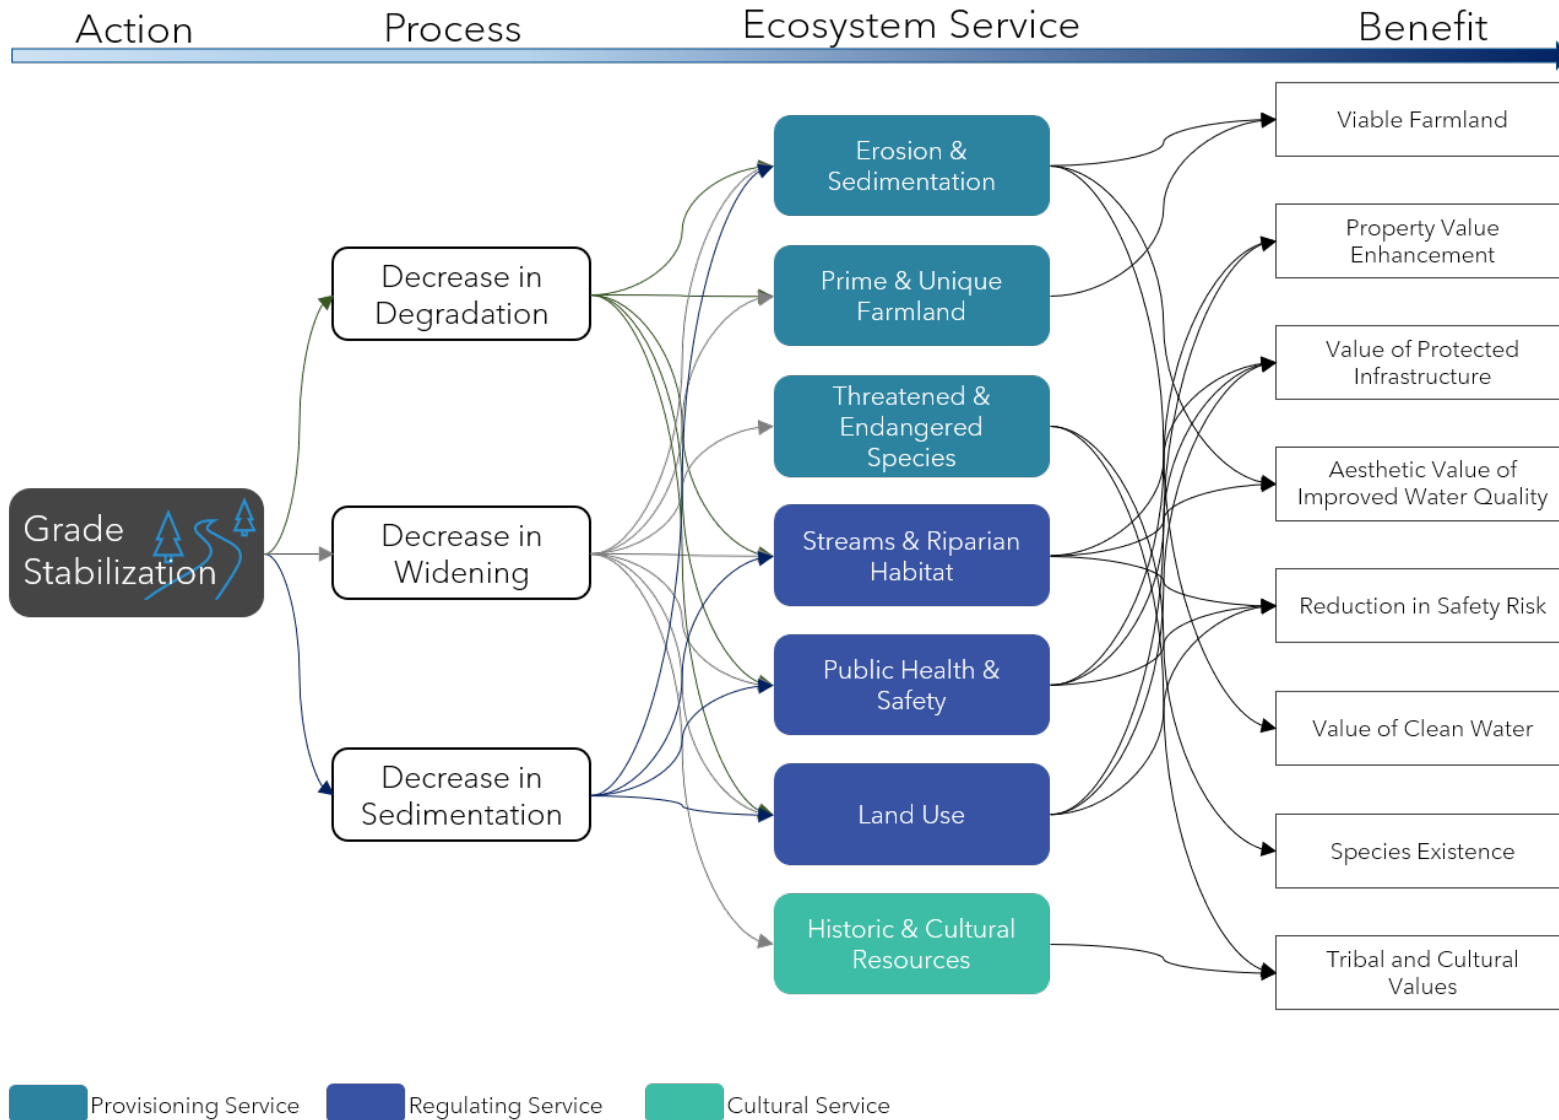 Action
Process
Ecosystem Service
Benefit
Grade
Stabilization
Decrease in
Degradation
Decrease in
Widening
Decrease in
Sedimentation
Erosion &
Sedimentation
Prime & Unique
Farmland
Threatened &
Endangered
Species
Streams & Riparian
Habitat
Public Health &
Safety
Land Use
Historic & Cultural
Resources
Viable Farmland
Property Value
Enhancement
Value of Protected
Infrastructure
Aesthetic Value of
Improved Water Quality
Reduction in Safety Risk
Value of Clean Water
Species Existence
Tribal and Cultural
Values
Provisioning Service
Regulating Service
Cultural Service